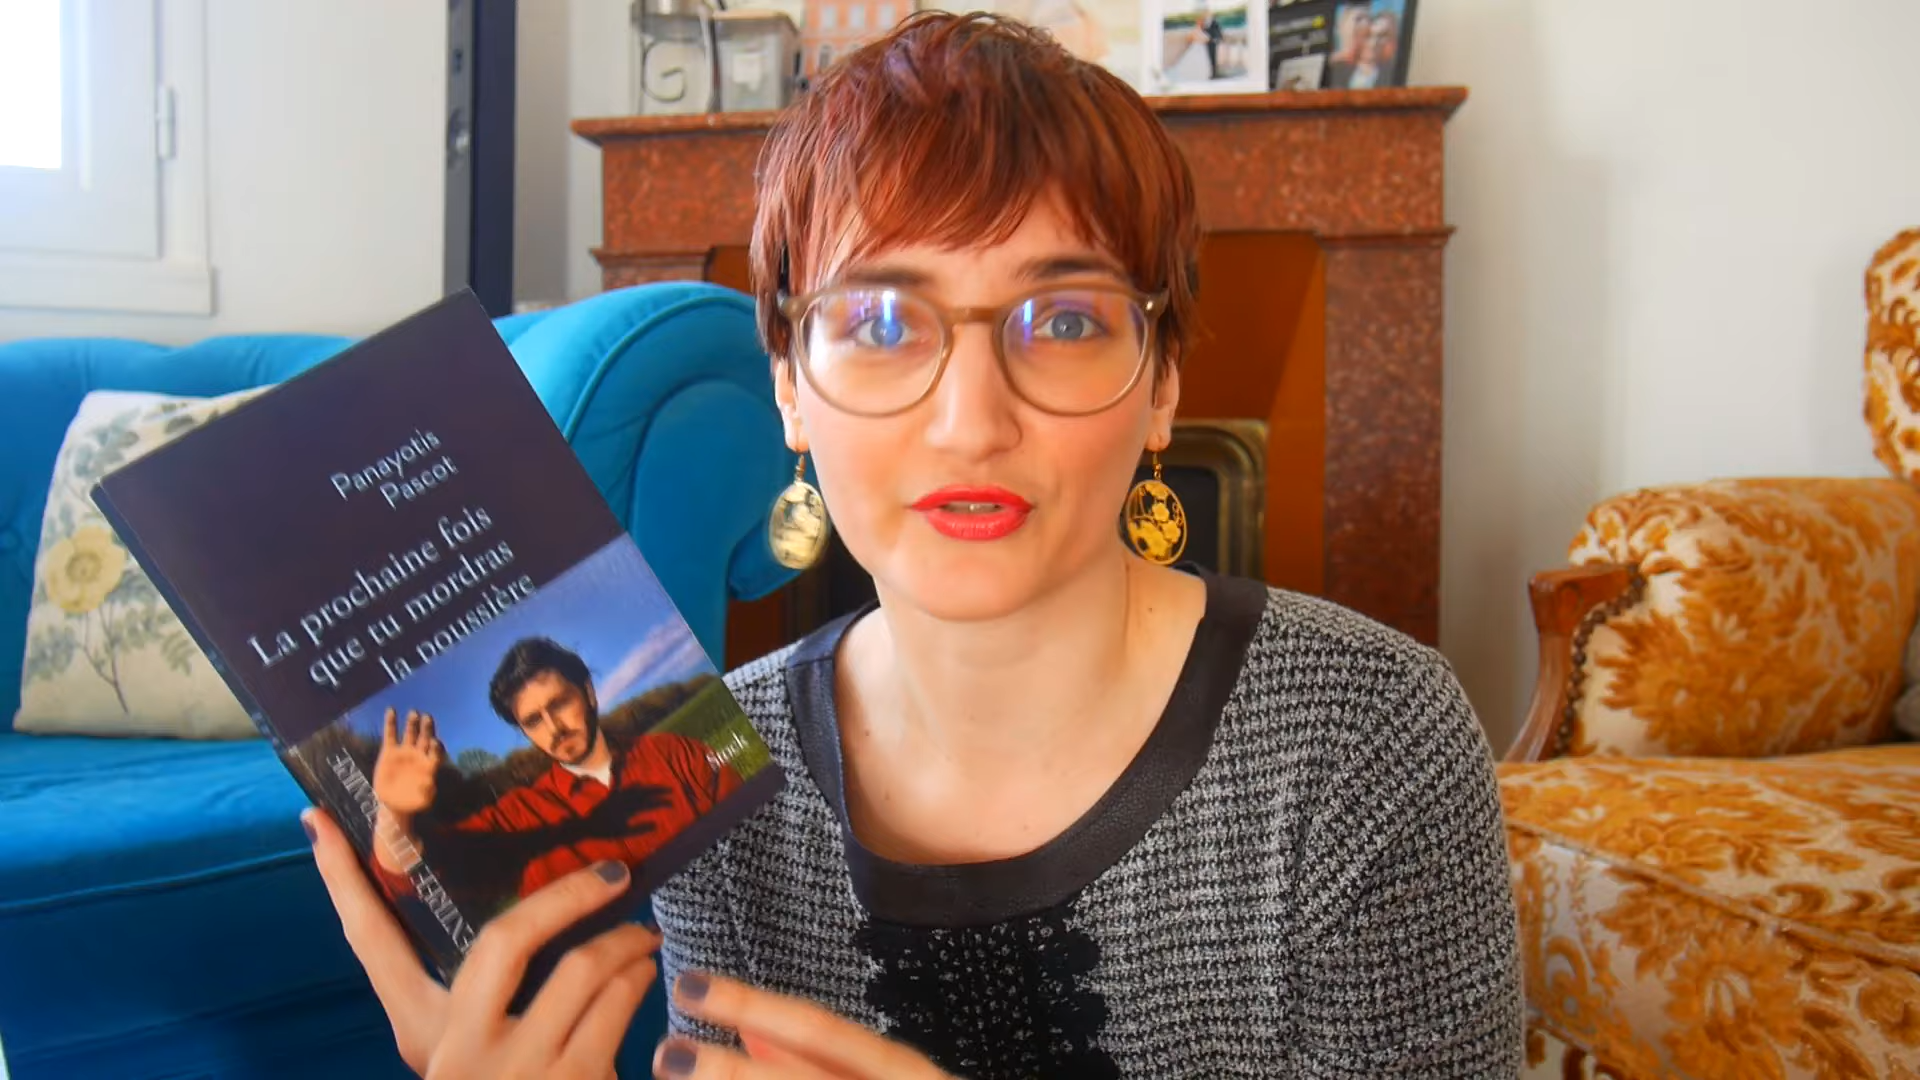 Panayotis
Pascot
La prochaine fois
que tu mordras
la poussière
Stock